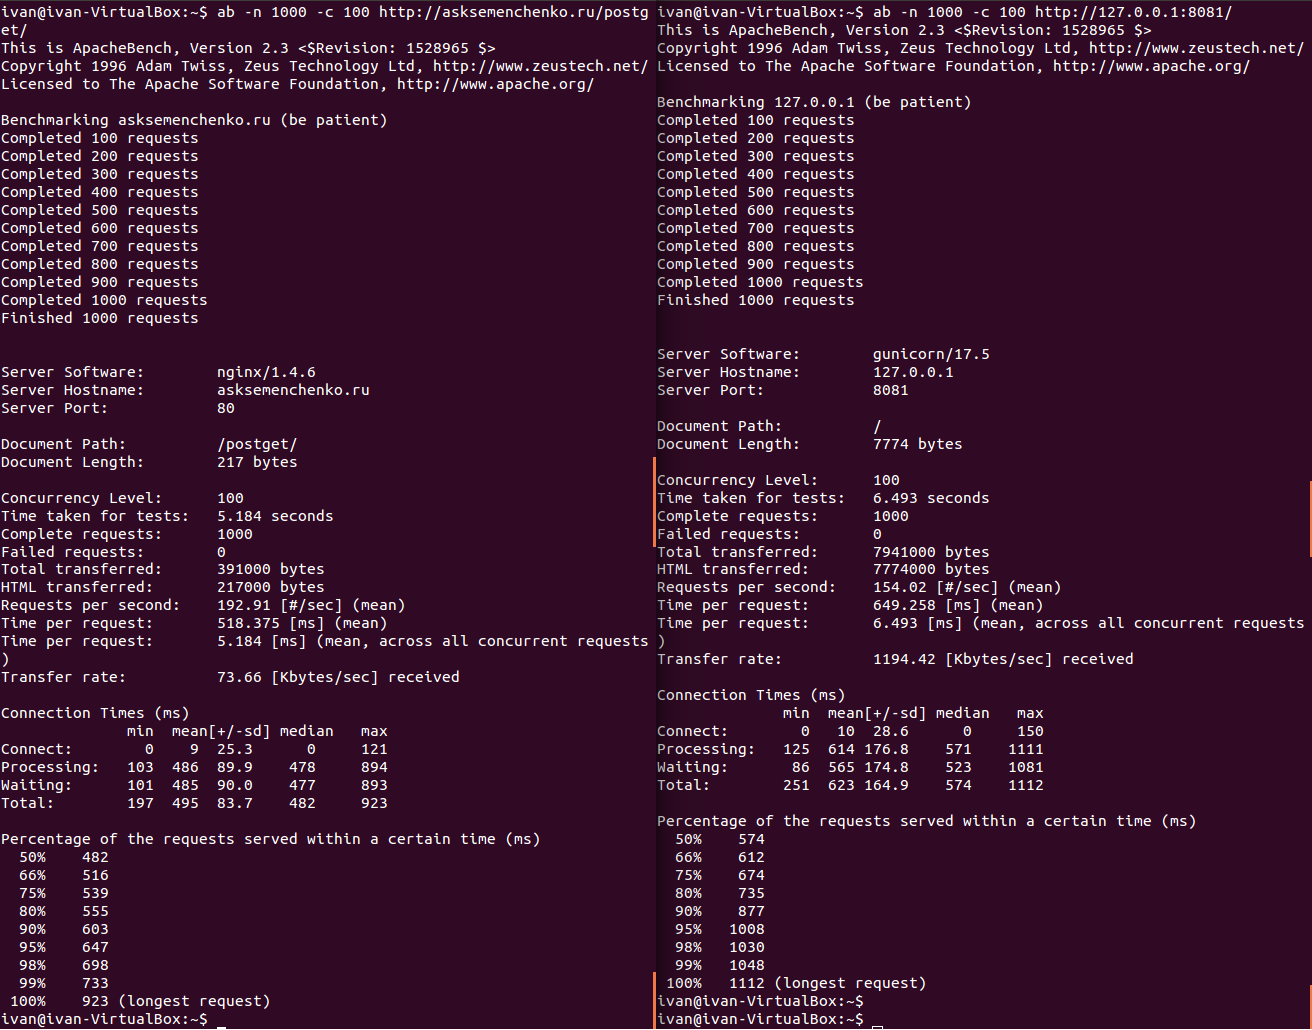 ivan@ivan-VirtualBox:~$ ab -n 1000 -c 100 http://asksemenchenko.ru/postg
et/
This is ApacheBench, Version 2.3 <$Revision: 1528965 $>
Copyright 1996 Adam Twiss, Zeus Technology Ltd, http://www.zeustech.net/
Licensed to The Apache Software Foundation, http://www.apache.org/

Benchmarking asksemenchenko.ru (be patient)
Completed 100 requests
Completed 200 requests
Completed 300 requests
Completed 400 requests
Completed 500 requests
Completed 600 requests
Completed 700 requests
Completed 800 requests
Completed 900 requests
Completed 1000 requests
Finished 1000 requests

Server Software:        nginx/1.4.6
Server Hostname:        asksemenchenko.ru
Server Port:            80

Document Path:          /postget/
Document Length:        217 bytes

Concurrency Level:      100
Time taken for tests:   5.184 seconds
Complete requests:      1000
Failed requests:        0
Total transferred:      391000 bytes
HTML transferred:       217000 bytes
Requests per second:    192.91 [#/sec] (mean)
Time per request:       518.375 [ms] (mean)
Time per request:       5.184 [ms] (mean, across all concurrent requests
)
Transfer rate:          73.66 [Kbytes/sec] received

Connection Times (ms)
              min  mean[+/-sd] median   max
Connect:        0    9  25.3      0     121
Processing:   103  486  89.9    478     894
Waiting:      101  485  90.0    477     893
Total:        197  495  83.7    482     923

Percentage of the requests served within a certain time (ms)
  50%    482
  66%    516
  75%    539
  80%    555
  90%    603
  95%    647
  98%    698
  99%    733
 100%    923 (longest request)
ivan@ivan-VirtualBox:~$
ivan@ivan-VirtualBox:~$ ab -n 1000 -c 100 http://127.0.0.1:8081/
This is ApacheBench, Version 2.3 <$Revision: 1528965 $>
Copyright 1996 Adam Twiss, Zeus Technology Ltd, http://www.zeustech.net/
Licensed to The Apache Software Foundation, http://www.apache.org/

Benchmarking 127.0.0.1 (be patient)
Completed 100 requests
Completed 200 requests
Completed 300 requests
Completed 400 requests
Completed 500 requests
Completed 600 requests
Completed 700 requests
Completed 800 requests
Completed 900 requests
Completed 1000 requests
Finished 1000 requests

Server Software:        gunicorn/17.5
Server Hostname:        127.0.0.1
Server Port:            8081

Document Path:          /
Document Length:        7774 bytes

Concurrency Level:      100
Time taken for tests:   6.493 seconds
Complete requests:      1000
Failed requests:        0
Total transferred:      7941000 bytes
HTML transferred:       7774000 bytes
Requests per second:    154.02 [#/sec] (mean)
Time per request:       649.258 [ms] (mean)
Time per request:       6.493 [ms] (mean, across all concurrent requests
)
Transfer rate:          1194.42 [Kbytes/sec] received

Connection Times (ms)
              min  mean[+/-sd] median   max
Connect:        0   10  28.6      0     150
Processing:   125  614 176.8    571    1111
Waiting:       86  565 174.8    523    1081
Total:        251  623 164.9    574    1112

Percentage of the requests served within a certain time (ms)
  50%    574
  66%    612
  75%    674
  80%    735
  90%    877
  95%   1008
  98%   1030
  99%   1048
 100%   1112 (longest request)
ivan@ivan-VirtualBox:~$
ivan@ivan-VirtualBox:~$